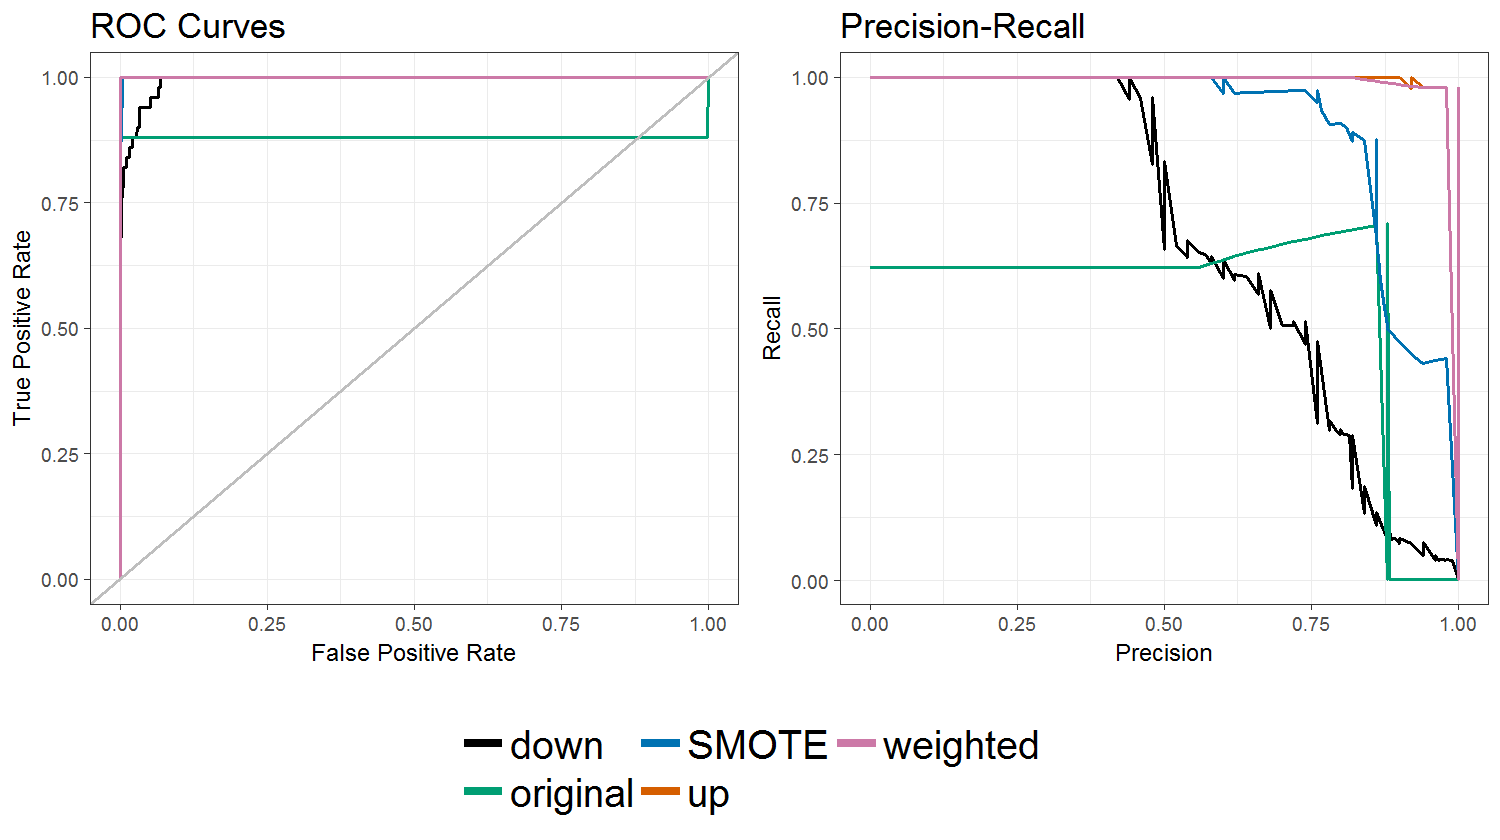 ROC Curves
True Positive Rate
1.00
0.75
0.50
0.25
0.00
0.00 0.25 0.50 0.75 1.00
False Positive Rate
Precision-Recall
Recall
1.00
0.75
0.50
0.25
0.00
0.00 0.25 0.50 0.75 1.00
Precision
down SMOTE weighted
original up